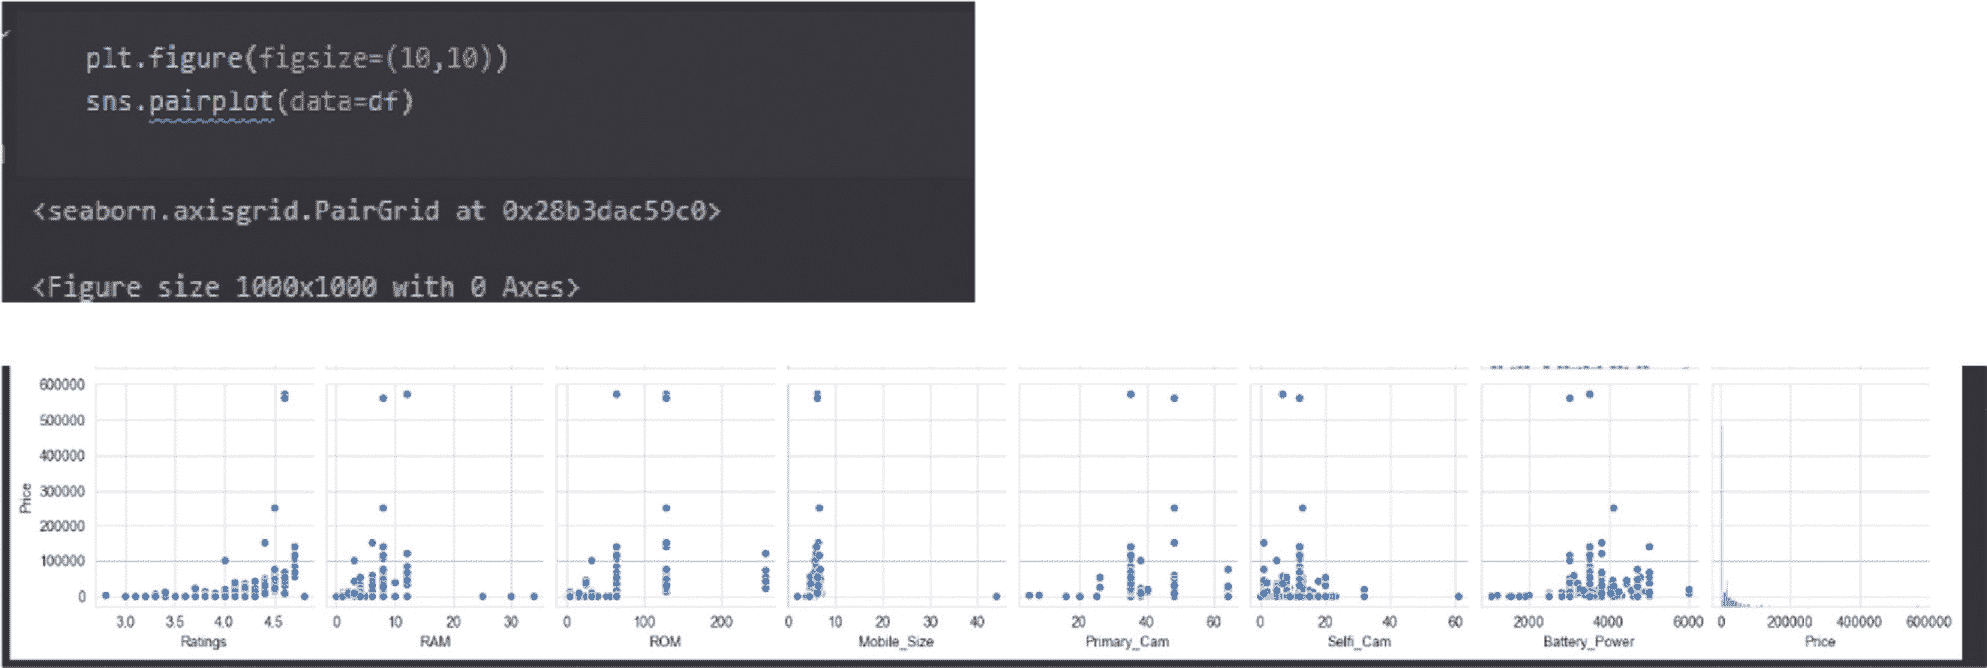 plt.figure(figsize=(10,10))
sns.pairplot(data=df)
<seaborn.axisgrid.PairGrid at 0x28b3dac59c0>
<Figure size 1000x1000 with 0 Axes>
600000
500000
400000
300000
200000
100000
0
Price
3.0 3.5 4.0 4.5
Ratings
0 10 20 30
RAM
0 100 200
ROM
0 10 20 30 40
Mobile_Size
20 40 60
Primary_Cam
0 20 40 60
Selfi_Cam
2000 4000 6000
Battery_Power
0 200000 400000 600000
Price